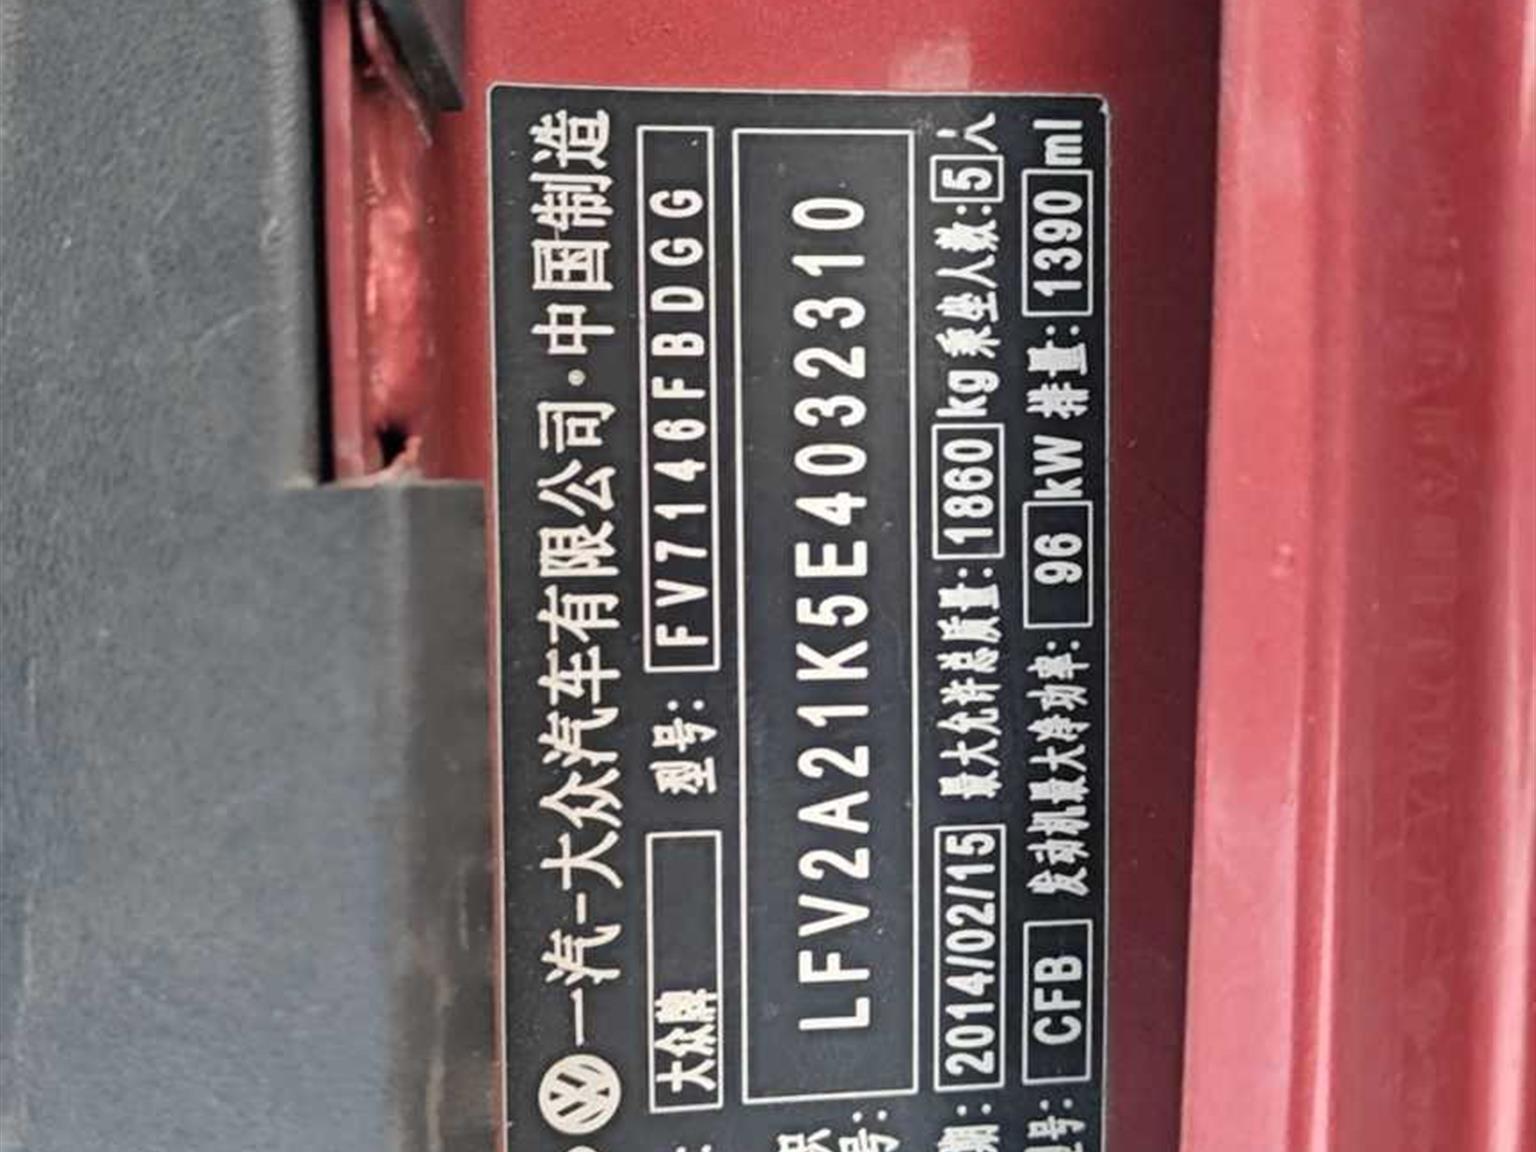 一汽-大众汽车有限公司·中国制造
大众牌 型号: FV7146FBDGG
号: LFV2A21K5E4032310
期: 2014/02/15 最大允许总质量: 1860 kg 乘坐人数: 5 人
号: CFB 发动机最大净功率: 96 kW 排量: 1390 ml